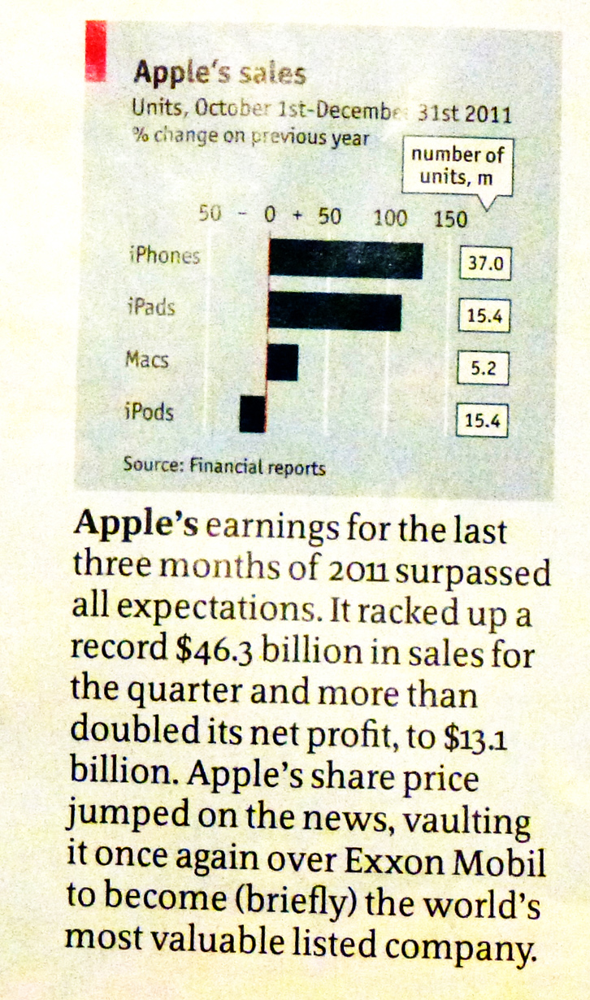 Apple's sales
Units, October 1st-December 31st 2011
% change on previous year
number of
units, m
50 - 0 + 50 100 150
iPhones 37.0
iPads 15.4
Macs 5.2
iPods 15.4
Source: Financial reports
Apple's earnings for the last
three months of 2011 surpassed
all expectations. It racked up a
record $46.3 billion in sales for
the quarter and more than
doubled its net profit, to $13.1
billion. Apple's share price
jumped on the news, vaulting
it once again over Exxon Mobil
to become (briefly) the world's
most valuable listed company.